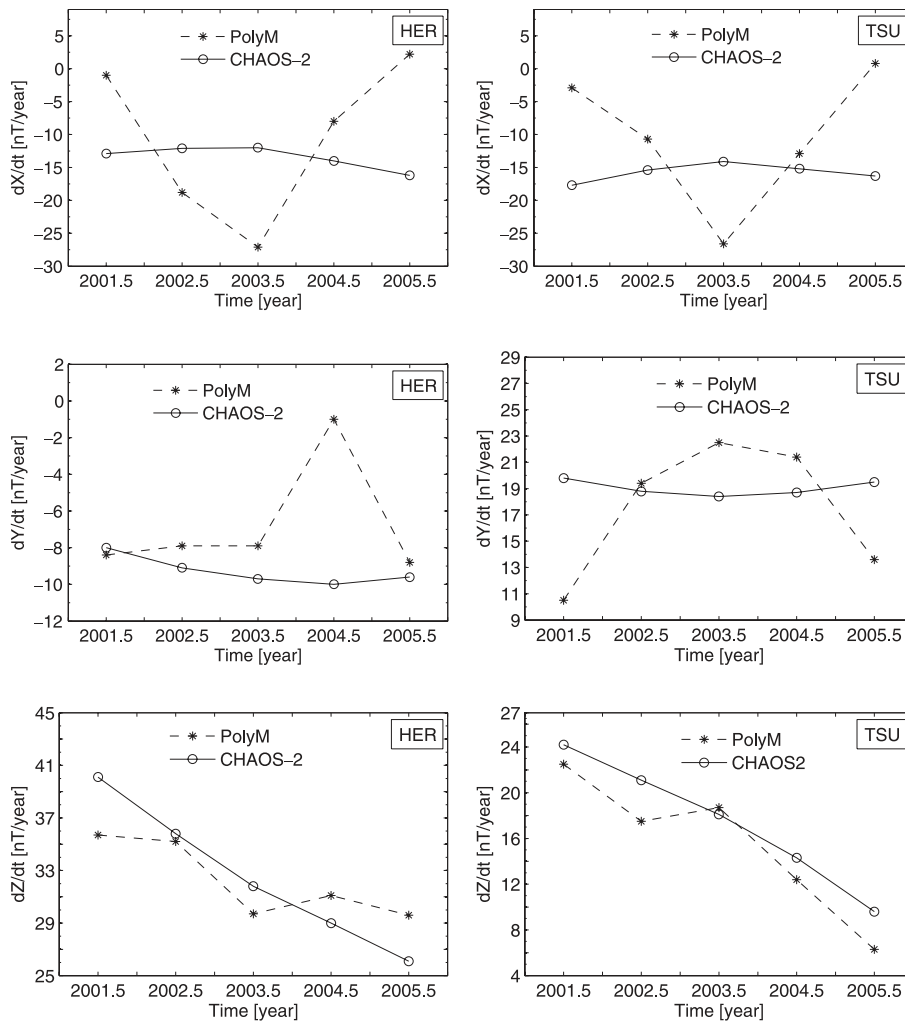 HER
PolyM
CHAOS–2
dX/dt [nT/year]
5
0
−5
−10
−15
−20
−25
−30
2001.5 2002.5 2003.5 2004.5 2005.5
Time [year]
TSU
PolyM
CHAOS–2
dX/dt [nT/year]
5
0
−5
−10
−15
−20
−25
−30
2001.5 2002.5 2003.5 2004.5 2005.5
Time [year]
HER
PolyM
CHAOS–2
dY/dt [nT/year]
2
0
−2
−4
−6
−8
−10
−12
2001.5 2002.5 2003.5 2004.5 2005.5
Time [year]
TSU
PolyM
CHAOS–2
dY/dt [nT/year]
29
27
25
23
21
19
17
15
13
11
9
2001.5 2002.5 2003.5 2004.5 2005.5
Time [year]
HER
PolyM
CHAOS–2
dZ/dt [nT/year]
45
41
37
33
29
25
2001.5 2002.5 2003.5 2004.5 2005.5
Time [year]
TSU
PolyM
CHAOS2
dZ/dt [nT/year]
27
24
20
16
12
8
4
2001.5 2002.5 2003.5 2004.5 2005.5
Time [year]